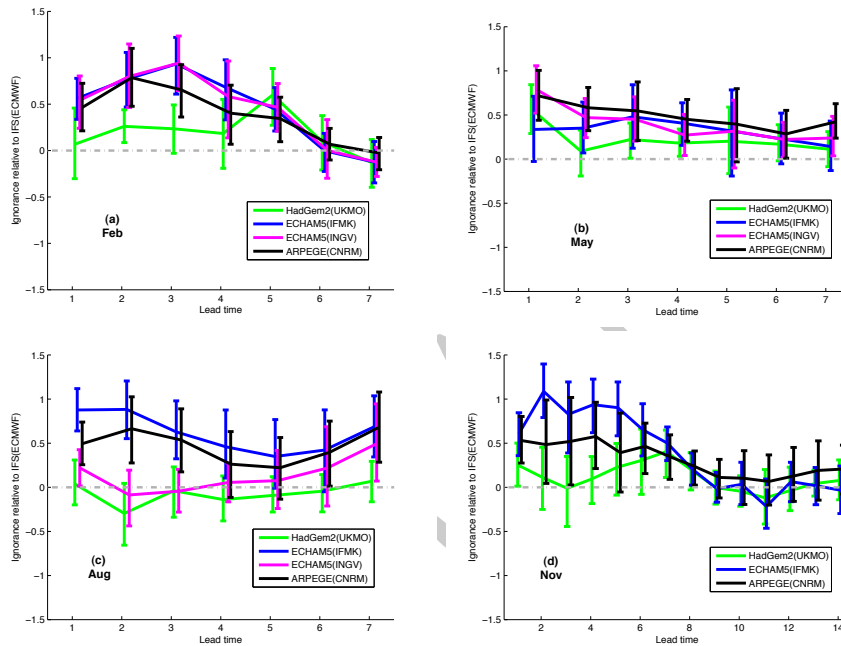 Ignorance relative to IFS(ECMWF)
1.5
1
0.5
0
−0.5
−1
−1.5
(a)
Feb
HadGem2(UKMO)
ECHAM5(IFMK)
ECHAM5(INGV)
ARPEGE(CNRM)
1 2 3 4 5 6 7
Lead time
Ignorance relative to IFS(ECMWF)
1.5
1
0.5
0
−0.5
−1
−1.5
(b)
May
HadGem2(UKMO)
ECHAM5(IFMK)
ECHAM5(INGV)
ARPEGE(CNRM)
1 2 3 4 5 6 7
Lead time
Ignorance relative to IFS(ECMWF)
1.5
1
0.5
0
−0.5
−1
−1.5
(c)
Aug
HadGem2(UKMO)
ECHAM5(IFMK)
ECHAM5(INGV)
ARPEGE(CNRM)
1 2 3 4 5 6 7
Lead time
Ignorance relative to IFS(ECMWF)
1.5
1
0.5
0
−0.5
−1
−1.5
(d)
Nov
HadGem2(UKMO)
ECHAM5(IFMK)
ARPEGE(CNRM)
2 4 6 8 10 12 14
Lead time